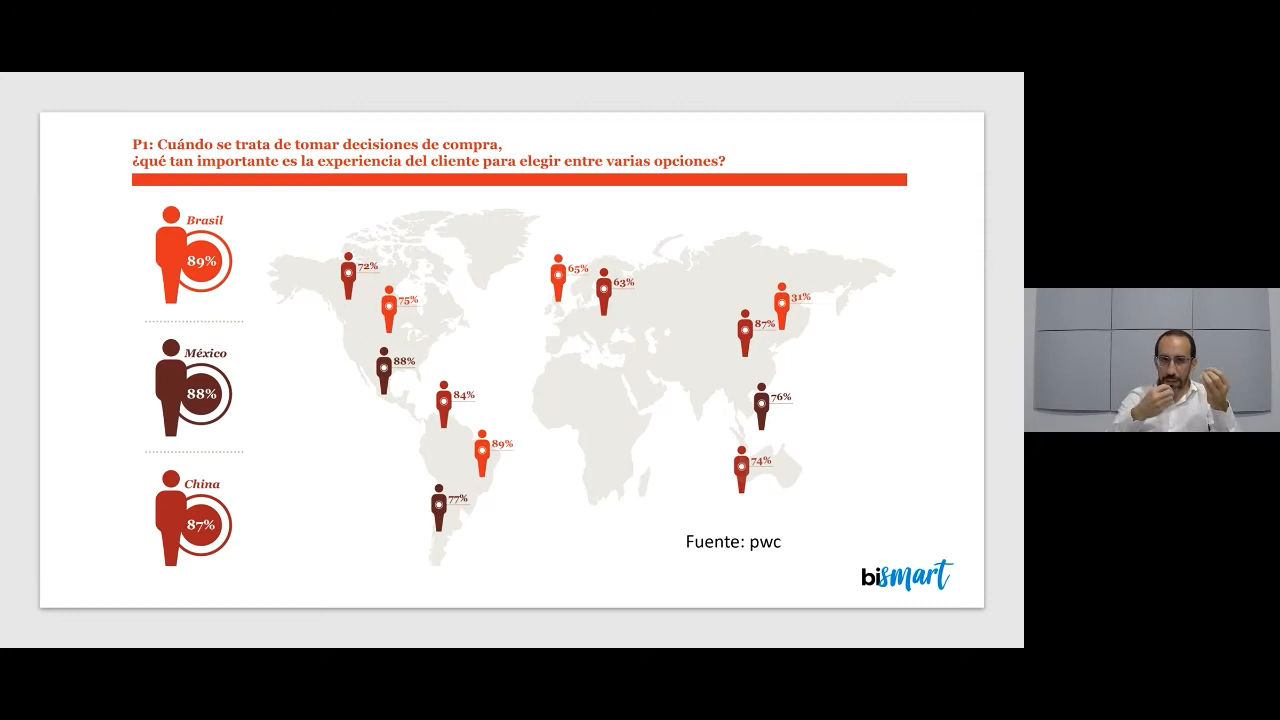 P1: Cuándo se trata de tomar decisiones de compra,
¿qué tan importante es la experiencia del cliente para elegir entre varias opciones?
Brasil
89%
México
88%
China
87%
72%
75%
88%
84%
89%
77%
65%
63%
31%
87%
76%
74%
Fuente: pwc
bismart